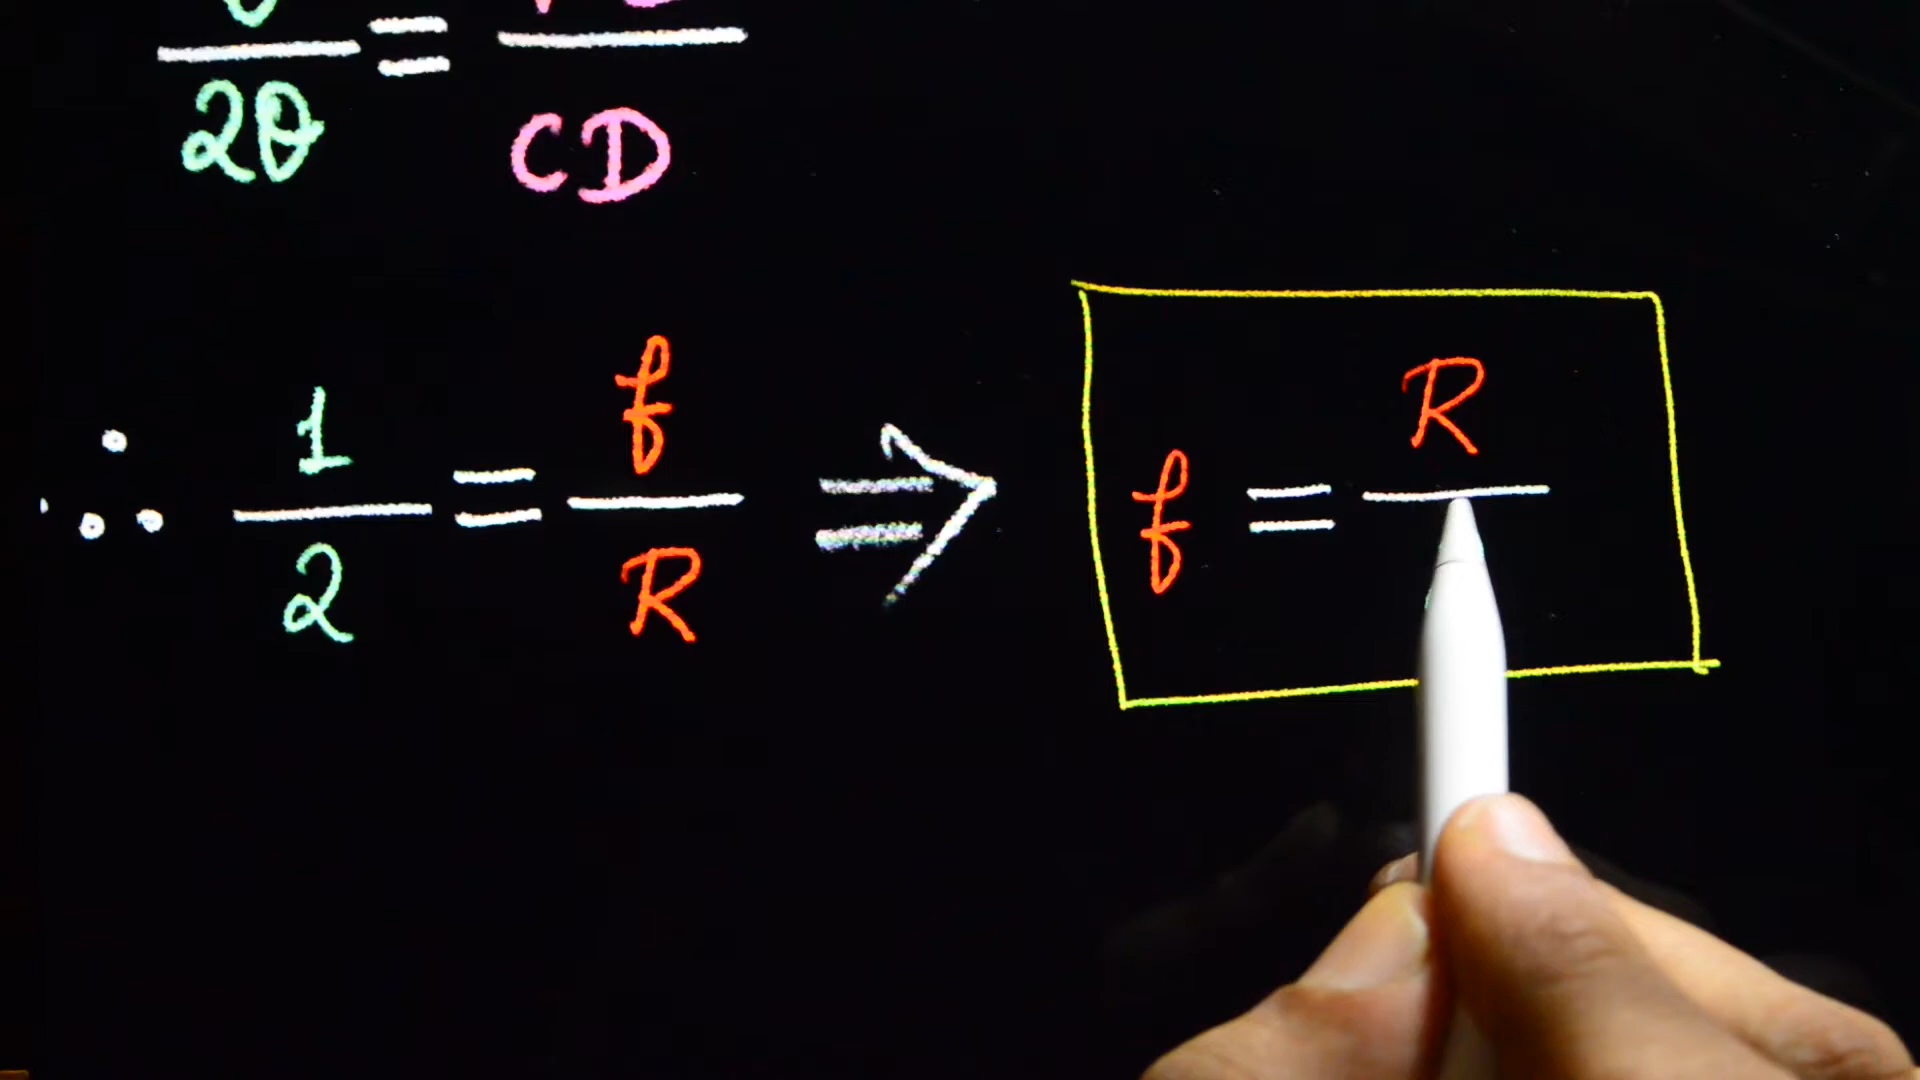 2θ = CD
∴ 1/2 = f/R ⇒ f = R